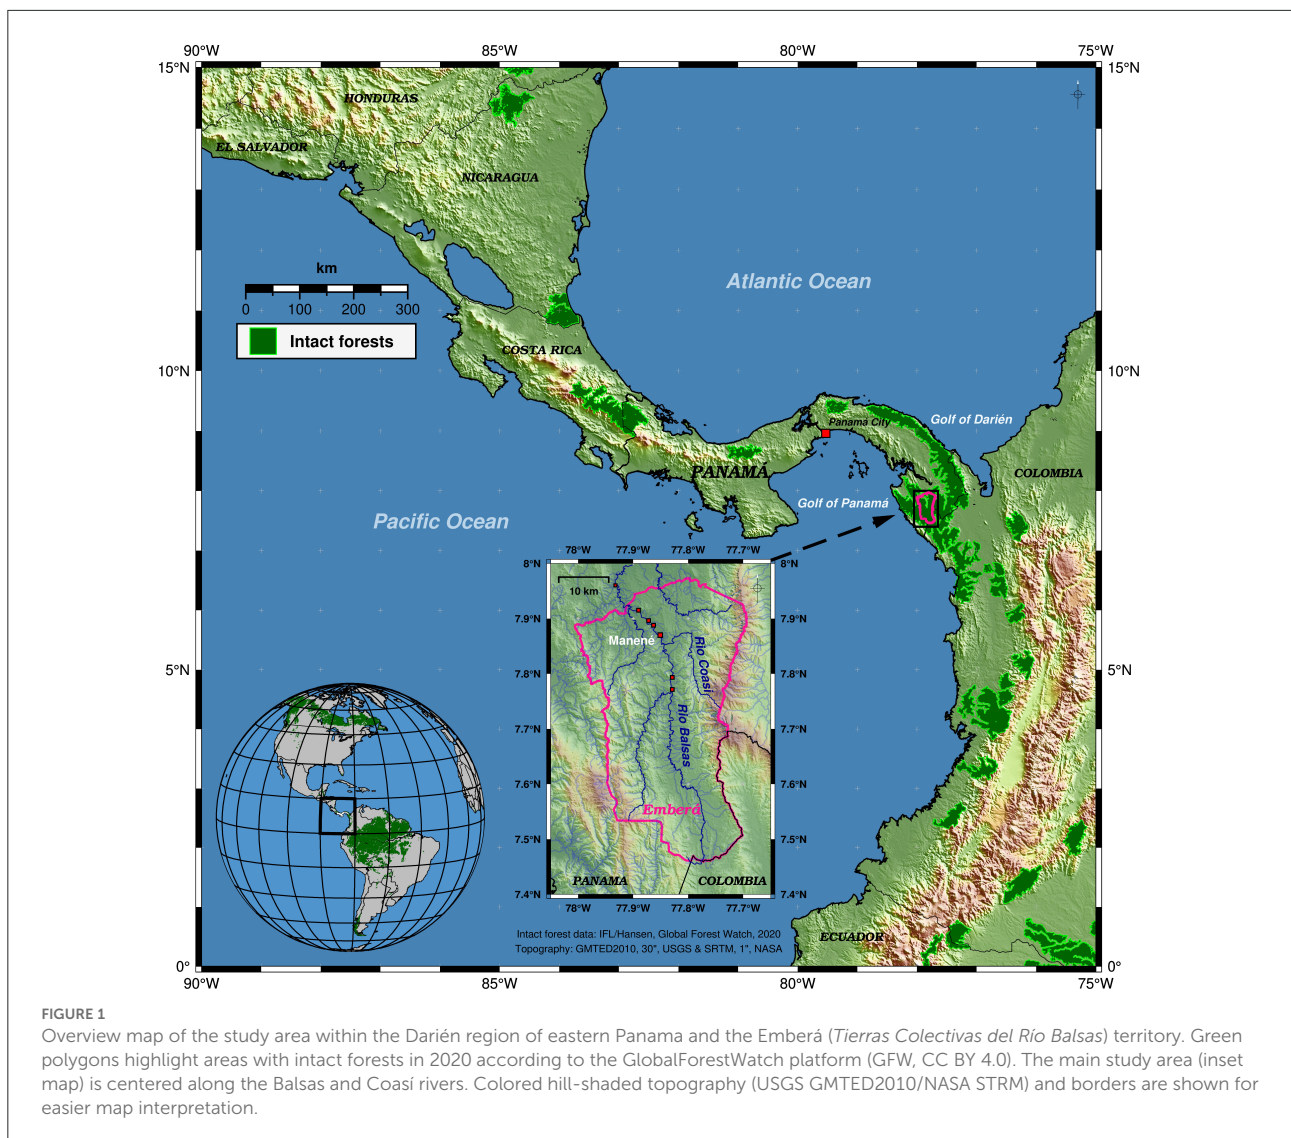 90°W 85°W 80°W 75°W
15°N 15°N
HONDURAS
EL SALVADOR
NICARAGUA
km
0 100 200 300
Intact forests
Atlantic Ocean
COSTA RICA
10°N 10°N
Golf of Darién
Panama City
PANAMÁ
COLOMBIA
Golf of Panamá
Pacific Ocean
78°W 77.9°W 77.8°W 77.7°W
8°N 8°N
10 km
7.9°N 7.9°N
Manené
Rio Coasí
7.8°N 7.8°N
5°N 5°N
7.7°N 7.7°N
Rio Balsas
7.6°N 7.6°N
Emberá
7.5°N 7.5°N
PANAMA COLOMBIA
7.4°N 7.4°N
78°W 77.9°W 77.8°W 77.7°W
Intact forest data: IFL/Hansen, Global Forest Watch, 2020
Topography: GMTED2010, 30", USGS & SRTM, 1", NASA
ECUADOR
0° 0°
90°W 85°W 80°W 75°W
FIGURE 1
Overview map of the study area within the Darién region of eastern Panama and the Emberá (Tierras Colectivas del Río Balsas) territory. Green
polygons highlight areas with intact forests in 2020 according to the GlobalForestWatch platform (GFW, CC BY 4.0). The main study area (inset
map) is centered along the Balsas and Coasí rivers. Colored hill-shaded topography (USGS GMTED2010/NASA STRM) and borders are shown for
easier map interpretation.